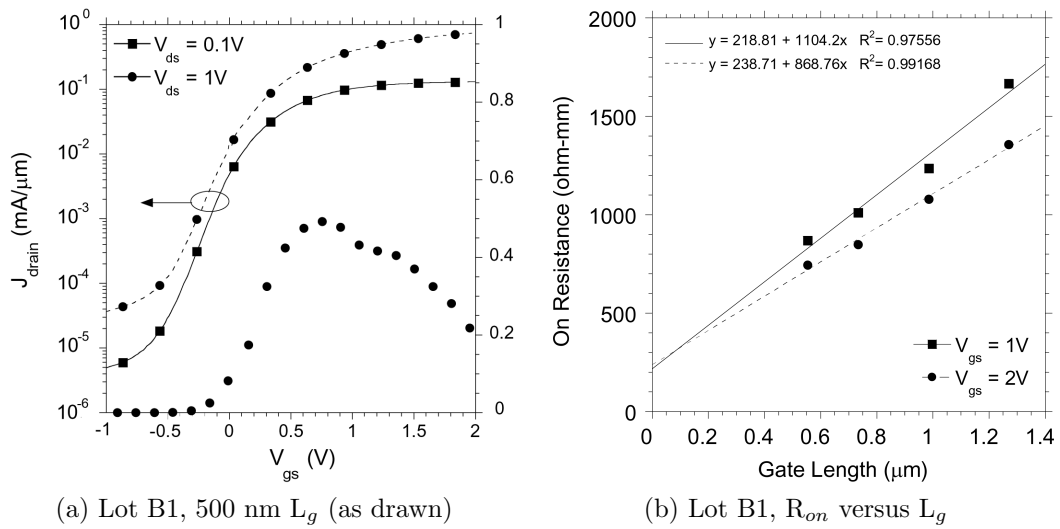 10⁰
10⁻¹
10⁻²
10⁻³
10⁻⁴
10⁻⁵
10⁻⁶
J_drain (mA/μm)
V_ds = 0.1V
V_ds = 1V
1
0.8
0.6
0.4
0.2
0
-1 -0.5 0 0.5 1 1.5 2
V_gs (V)
(a) Lot B1, 500 nm L_g (as drawn)
2000
1500
1000
500
0
On Resistance (ohm-mm)
y = 218.81 + 1104.2x R²= 0.97556
y = 238.71 + 868.76x R²= 0.99168
V_gs = 1V
V_gs = 2V
0 0.2 0.4 0.6 0.8 1 1.2 1.4
Gate Length (μm)
(b) Lot B1, R_on versus L_g